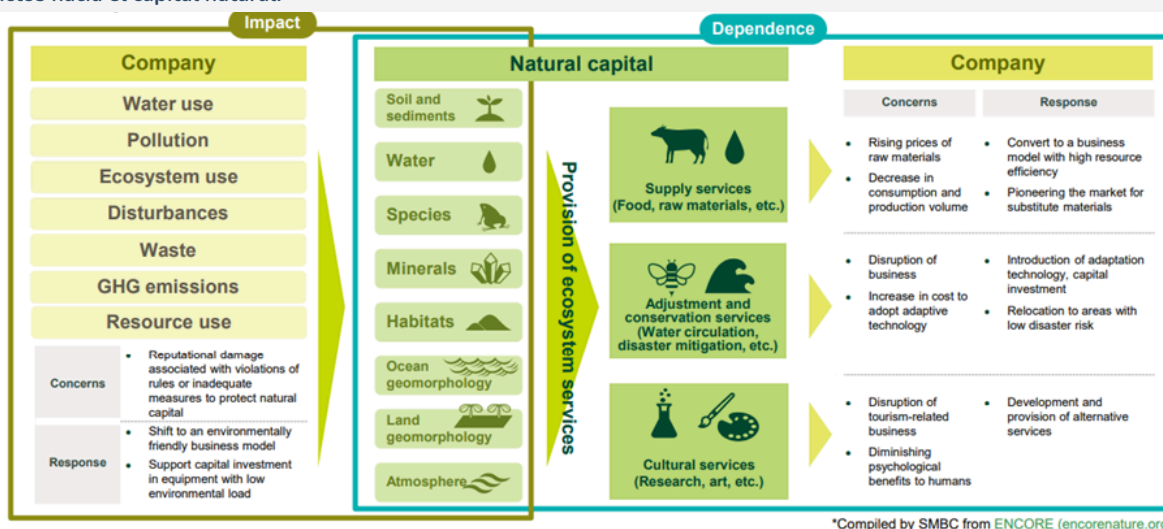 Impact
Dependence
Company
Water use
Pollution
Ecosystem use
Disturbances
Waste
GHG emissions
Resource use
Concerns
• Reputational damage
associated with violations of
rules or inadequate
measures to protect natural
capital
Response
• Shift to an environmentally
friendly business model
• Support capital investment
in equipment with low
environmental load
Natural capital
Soil and
sediments
Water
Species
Minerals
Habitats
Ocean
geomorphology
Land
geomorphology
Atmosphere
Provision of ecosystem services
Supply services
(Food, raw materials, etc.)
Adjustment and
conservation services
(Water circulation,
disaster mitigation, etc.)
Cultural services
(Research, art, etc.)
Company
Concerns
Response
• Rising prices of
raw materials
• Decrease in
consumption and
production volume
• Convert to a business
model with high resource
efficiency
• Pioneering the market for
substitute materials
• Disruption of
business
• Increase in cost to
adopt adaptive
technology
• Introduction of adaptation
technology, capital
investment
• Relocation to areas with
low disaster risk
• Disruption of
tourism-related
business
• Diminishing
psychological
benefits to humans
• Development and
provision of alternative
services
*Compiled by SMBC from ENCORE (encorenature.org